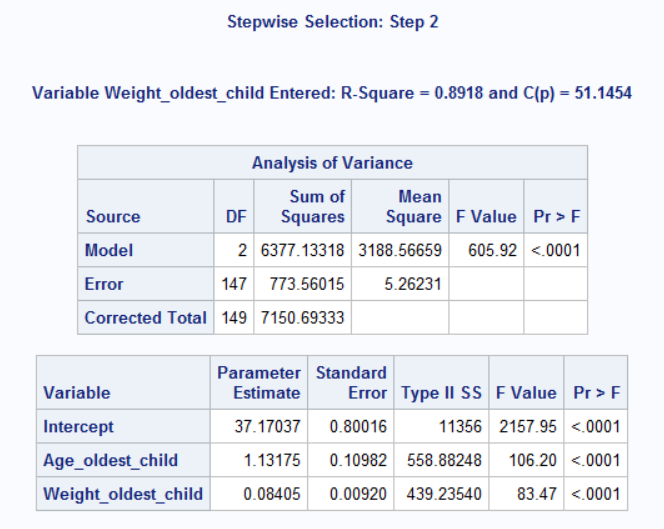 Stepwise Selection: Step 2
Variable Weight_oldest_child Entered: R-Square = 0.8918 and C(p) = 51.1454
Analysis of Variance
Source DF Sum of Squares Mean Square F Value Pr > F
Model 2 6377.13318 3188.56659 605.92 <.0001
Error 147 773.56015 5.26231
Corrected Total 149 7150.69333
Variable Parameter Estimate Standard Error Type II SS F Value Pr > F
Intercept 37.17037 0.80016 11356 2157.95 <.0001
Age_oldest_child 1.13175 0.10982 558.88248 106.20 <.0001
Weight_oldest_child 0.08405 0.00920 439.23540 83.47 <.0001